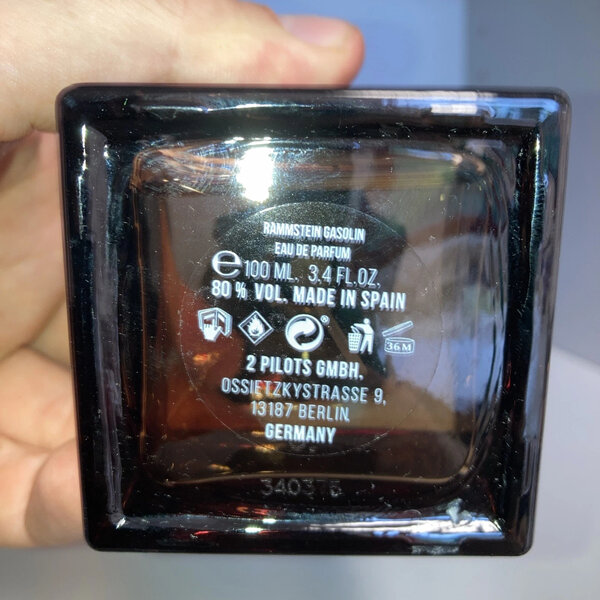 RAMMSTEIN GASOLIN
EAU DE PARFUM
℮ 100 ML. 3,4 FL.OZ.
80 % VOL. MADE IN SPAIN
®
36M
2 PILOTS GMBH,
OSSIETZKYSTRASSE 9,
13187 BERLIN,
GERMANY
340375